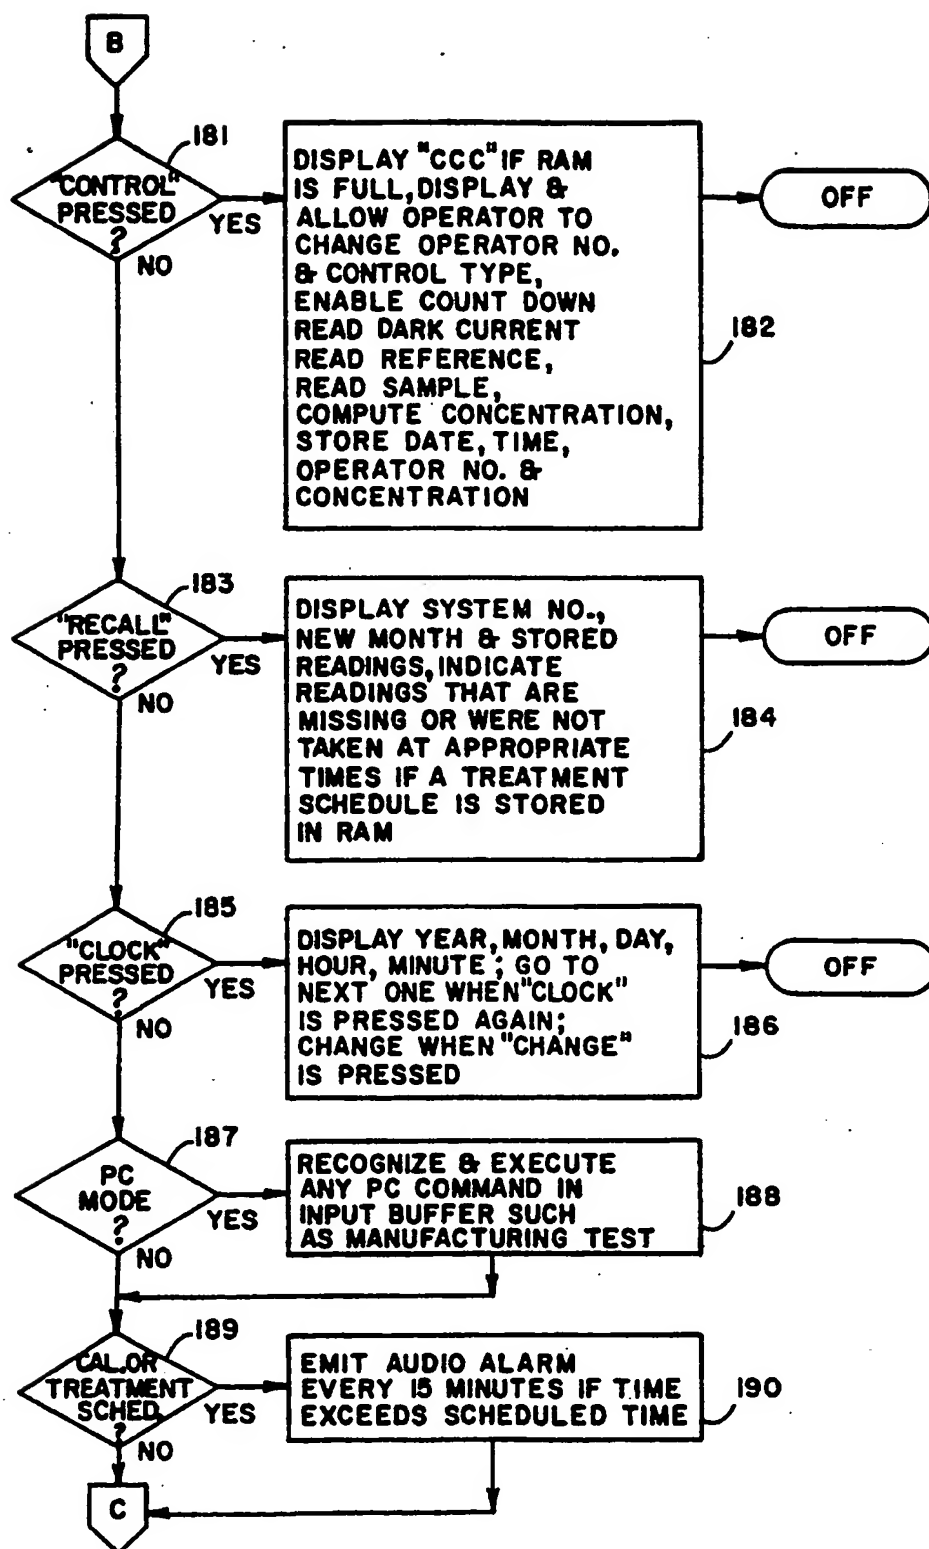 B
181
"CONTROL"
PRESSED
?
YES
NO
DISPLAY "CCC" IF RAM
IS FULL, DISPLAY &
ALLOW OPERATOR TO
CHANGE OPERATOR NO.
& CONTROL TYPE,
ENABLE COUNT DOWN
READ DARK CURRENT
READ REFERENCE,
READ SAMPLE,
COMPUTE CONCENTRATION,
STORE DATE, TIME,
OPERATOR NO. &
CONCENTRATION
182
OFF
183
"RECALL"
PRESSED
?
YES
NO
DISPLAY SYSTEM NO.,
NEW MONTH & STORED
READINGS, INDICATE
READINGS THAT ARE
MISSING OR WERE NOT
TAKEN AT APPROPRIATE
TIMES IF A TREATMENT
SCHEDULE IS STORED
IN RAM
184
OFF
185
"CLOCK"
PRESSED
?
YES
NO
DISPLAY YEAR, MONTH, DAY,
HOUR, MINUTE; GO TO
NEXT ONE WHEN "CLOCK"
IS PRESSED AGAIN;
CHANGE WHEN "CHANGE"
IS PRESSED
186
OFF
187
PC
MODE
?
YES
NO
RECOGNIZE & EXECUTE
ANY PC COMMAND IN
INPUT BUFFER SUCH
AS MANUFACTURING TEST
188
189
CAL. OR
TREATMENT
SCHED.
?
YES
NO
EMIT AUDIO ALARM
EVERY 15 MINUTES IF TIME
EXCEEDS SCHEDULED TIME
190
C